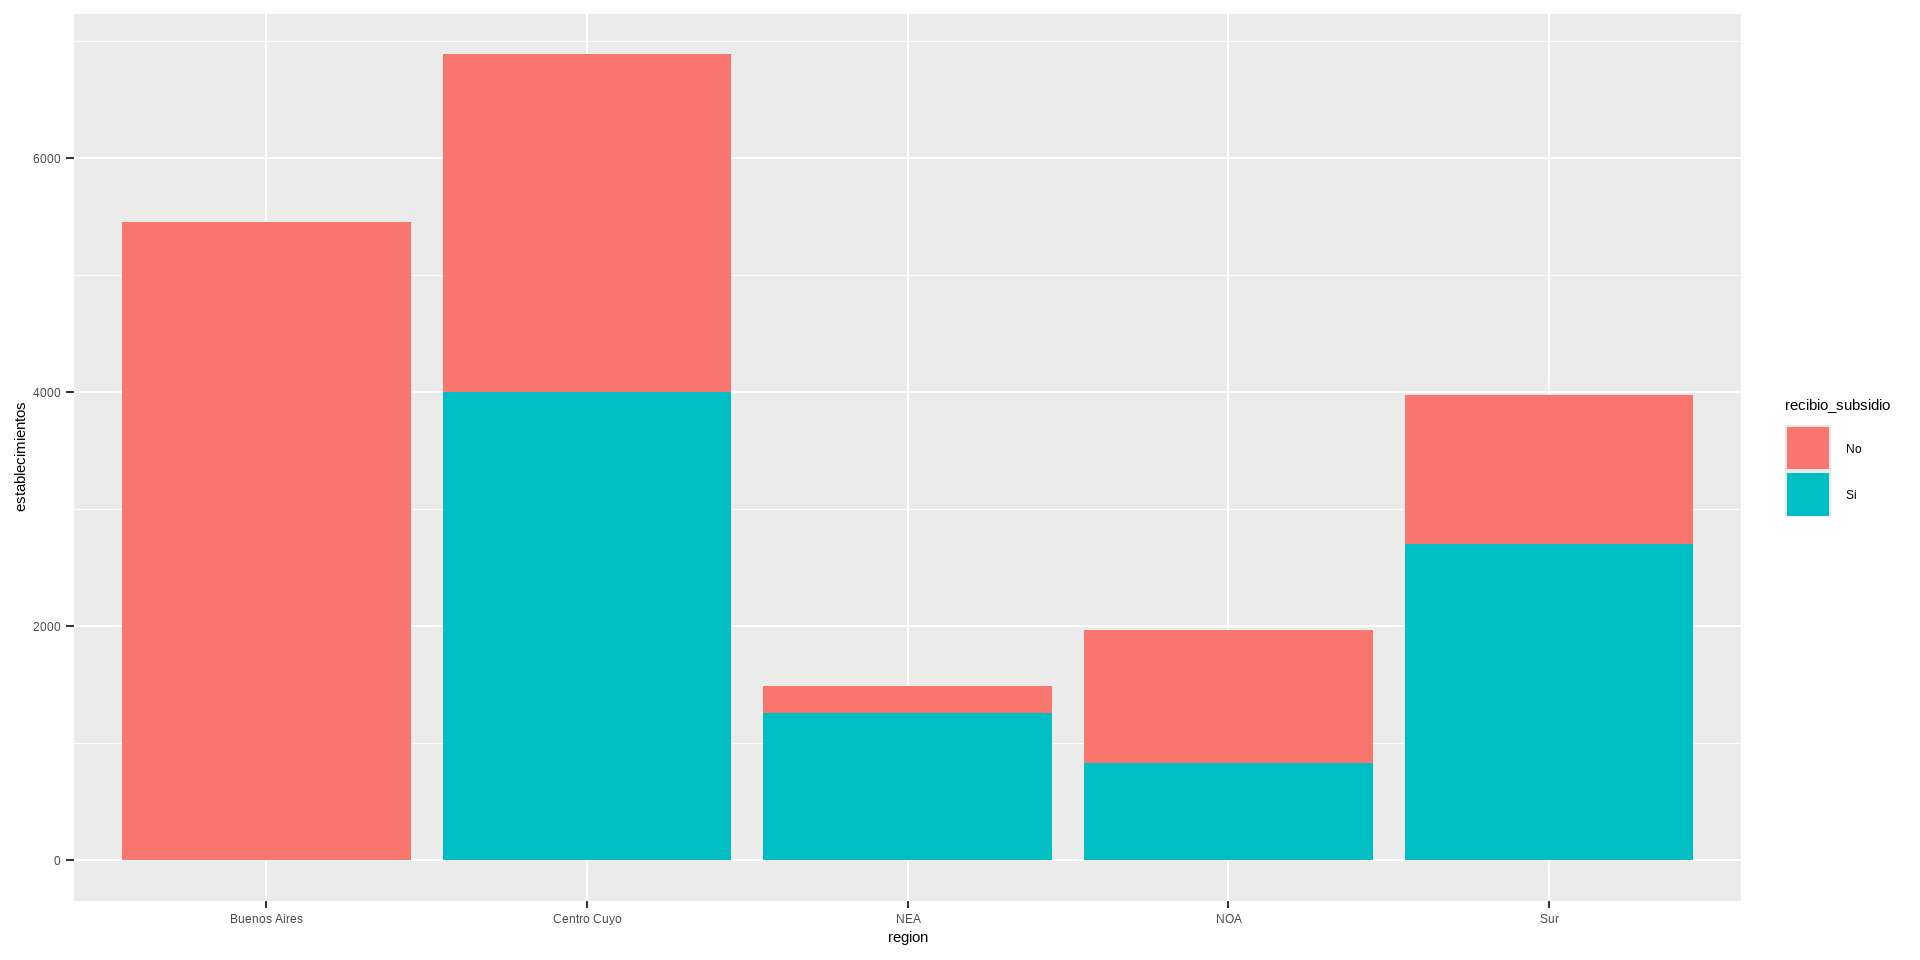 establecimientos
6000
4000
2000
0
Buenos Aires
Centro Cuyo
NEA
NOA
Sur
region
recibio_subsidio
No
Si